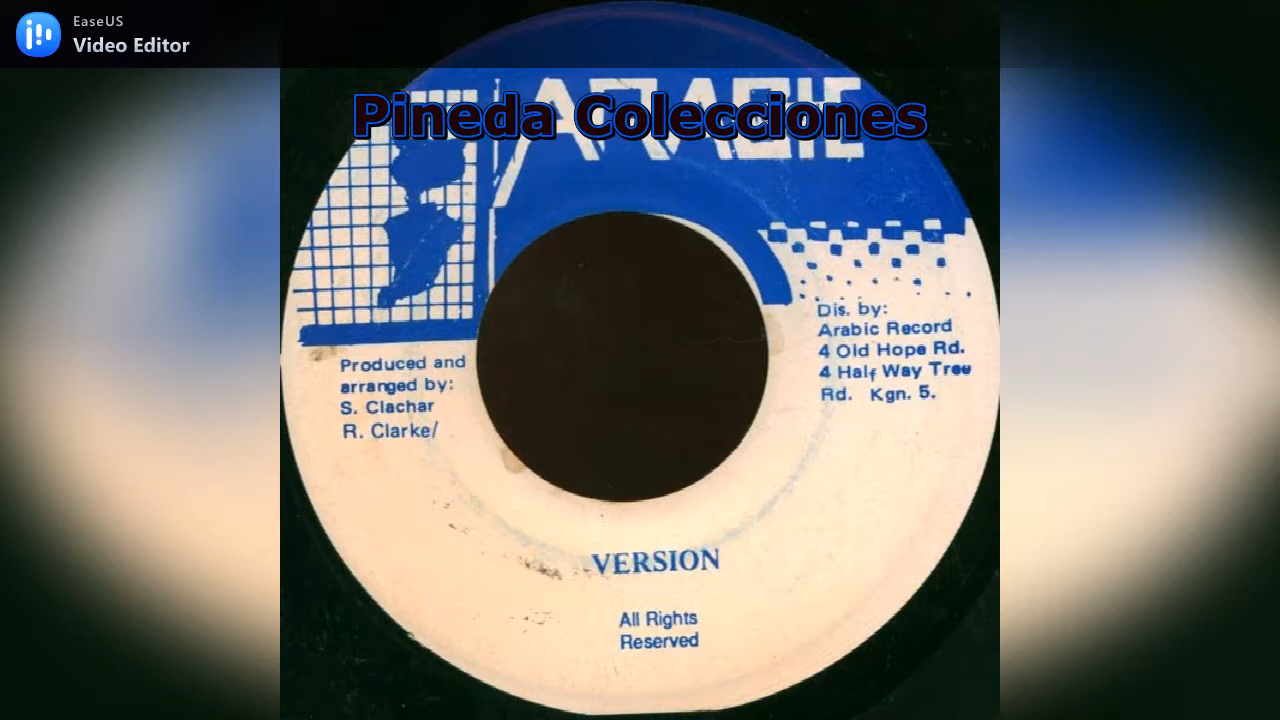 EaseUS
Video Editor
ARABIC
Pineda Colecciones
Dis. by:
Arabic Record
4 Old Hope Rd.
4 Half Way Tree
Rd. Kgn. 5.
Produced and
arranged by:
S. Clachar
R. Clarke/
VERSION
All Rights
Reserved